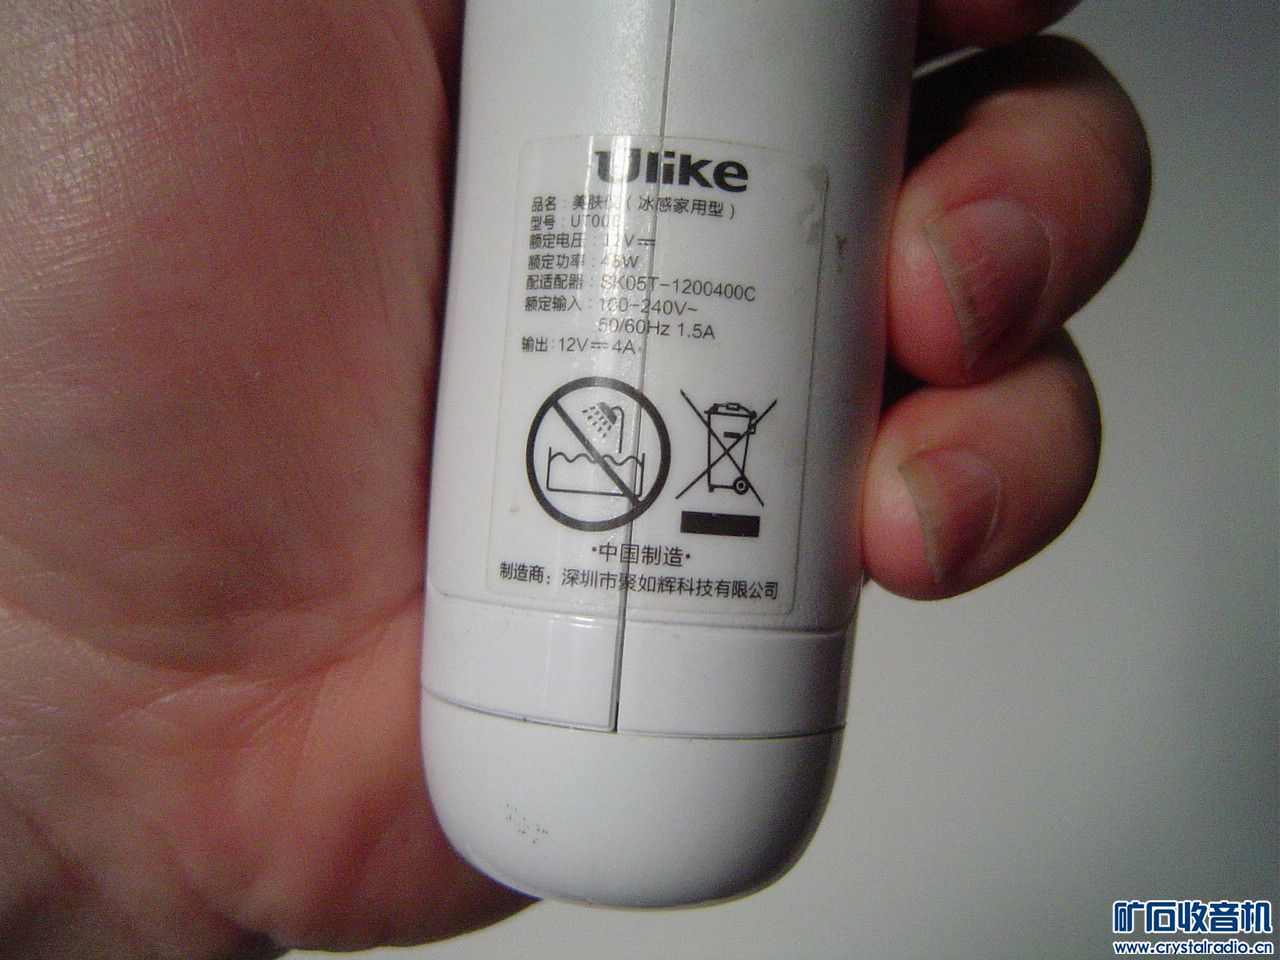 Ulike
品名：美肤仪（冰感家用型）
型号：
额定电压：12V⎓
额定功率：48W
配适配器：SK05T-1200400C
额定输入：100-240V~
50/60Hz 1.5A
输出：12V⎓4A
·中国制造·
制造商：深圳市聚如辉科技有限公司
矿石收音机
www.crystalradio.cn